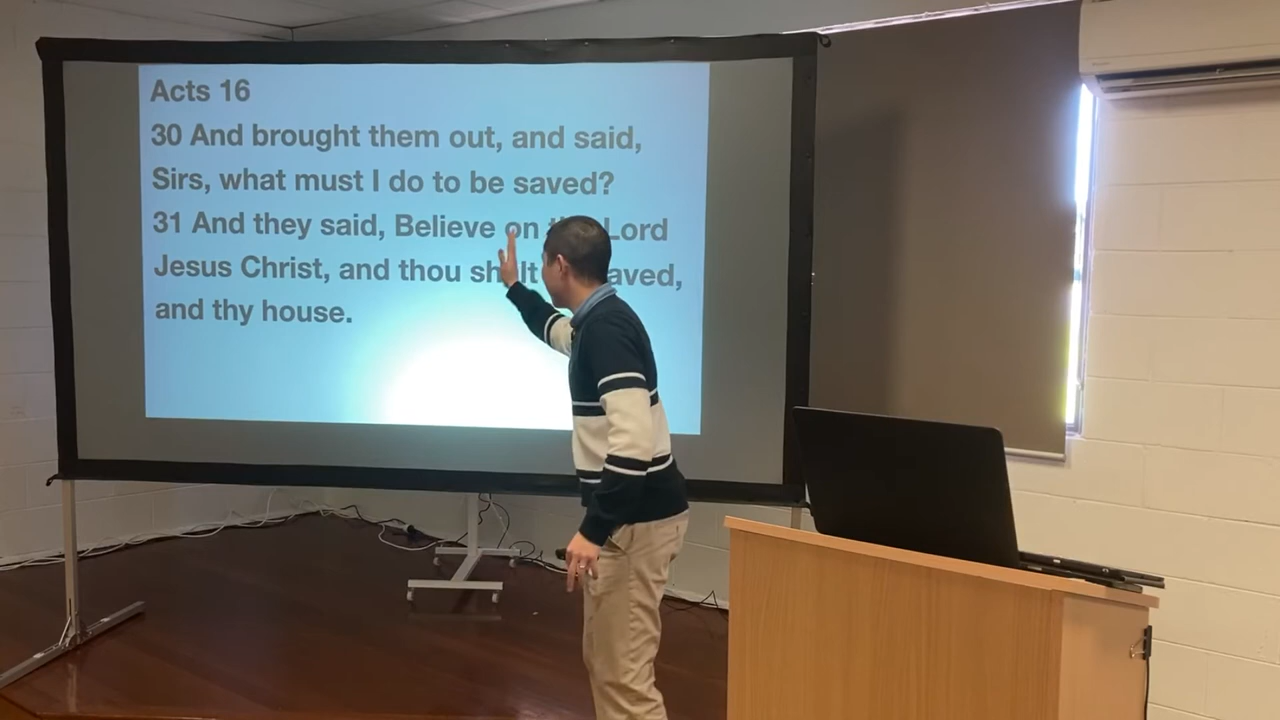 Acts 16
30 And brought them out, and said,
Sirs, what must I do to be saved?
31 And they said, Believe on Lord
Jesus Christ, and thou
and thy house.